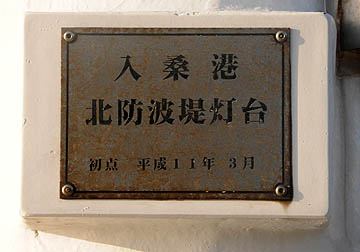 入桑港
北防波堤灯台
初点 平成11年3月